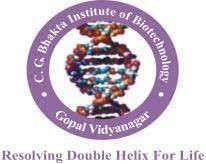 C. G. Bhakta Institute of Biotechnology
Gopal Vidyanagar
Resolving Double Helix For Life